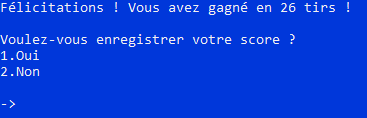 Félicitations ! Vous avez gagné en 26 tirs !
Voulez-vous enregistrer votre score ?
1.Oui
2.Non
->